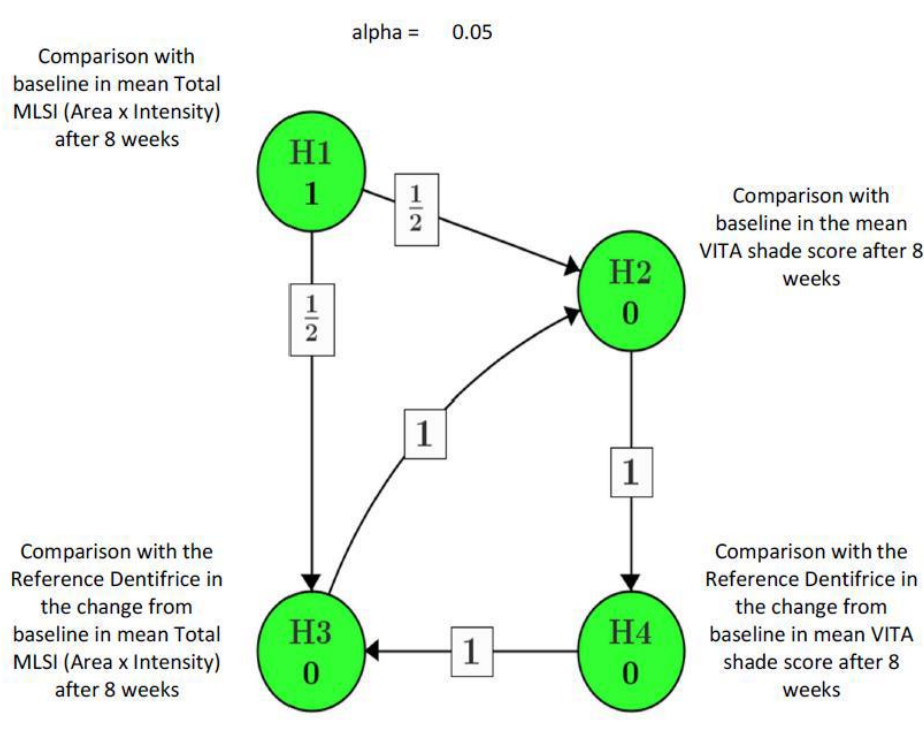 alpha = 0.05
Comparison with
baseline in mean Total
MLSI (Area x Intensity)
after 8 weeks
H1
1
1
2
Comparison with
baseline in the mean
VITA shade score after 8
weeks
H2
0
1
2
1
1
Comparison with the
Reference Dentifrice in
the change from
baseline in mean Total
MLSI (Area x Intensity)
after 8 weeks
H3
0
1
H4
0
Comparison with the
Reference Dentifrice in
the change from
baseline in mean VITA
shade score after 8
weeks